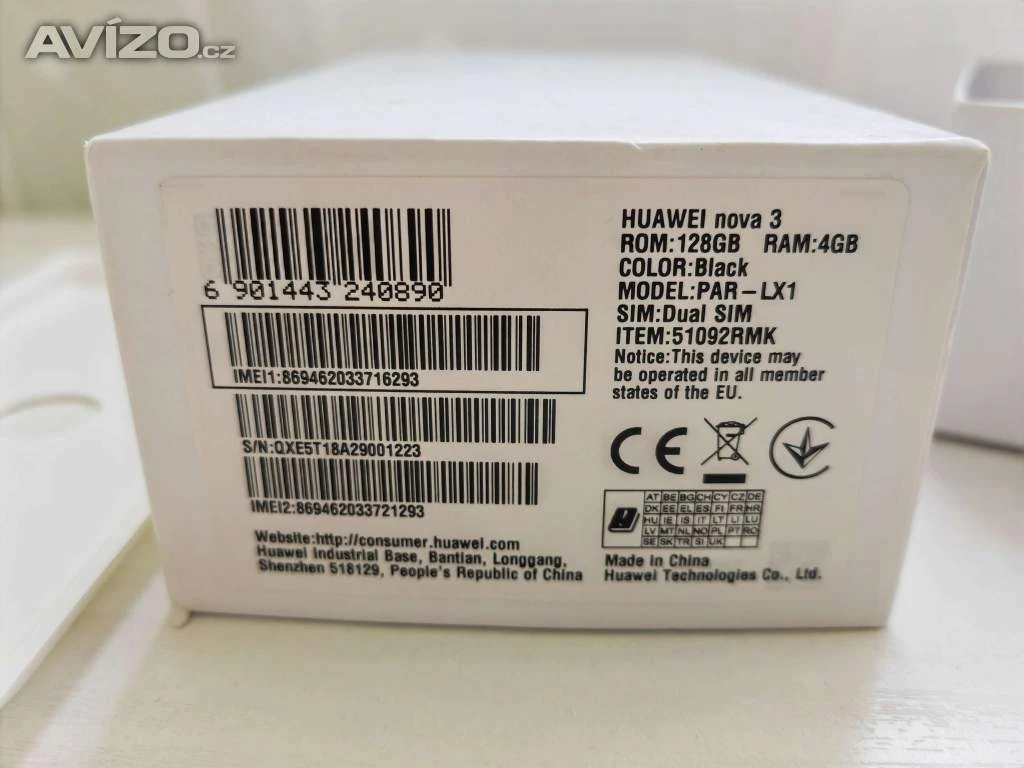 AVÍZO.cz
6 901443 240890
IMEI1:869462033716293
S/N:QXE5T18A29001223
IMEI2:869462033721293
Website:http://consumer.huawei.com
Huawei Industrial Base, Bantian, Longgang,
Shenzhen 518129, People's Republic of China
HUAWEI nova 3
ROM:128GB RAM:4GB
COLOR:Black
MODEL:PAR-LX1
SIM:Dual SIM
ITEM:51092RMK
Notice:This device may
be operated in all member
states of the EU.
CE
AT BE BG CH CY CZ DE
DK EE EL ES FI FR HR
HU IE IS IT LT LI LU
LV MT NL NO PL PT RO
SE SK TR SI UK
Made in China
Huawei Technologies Co., Ltd.